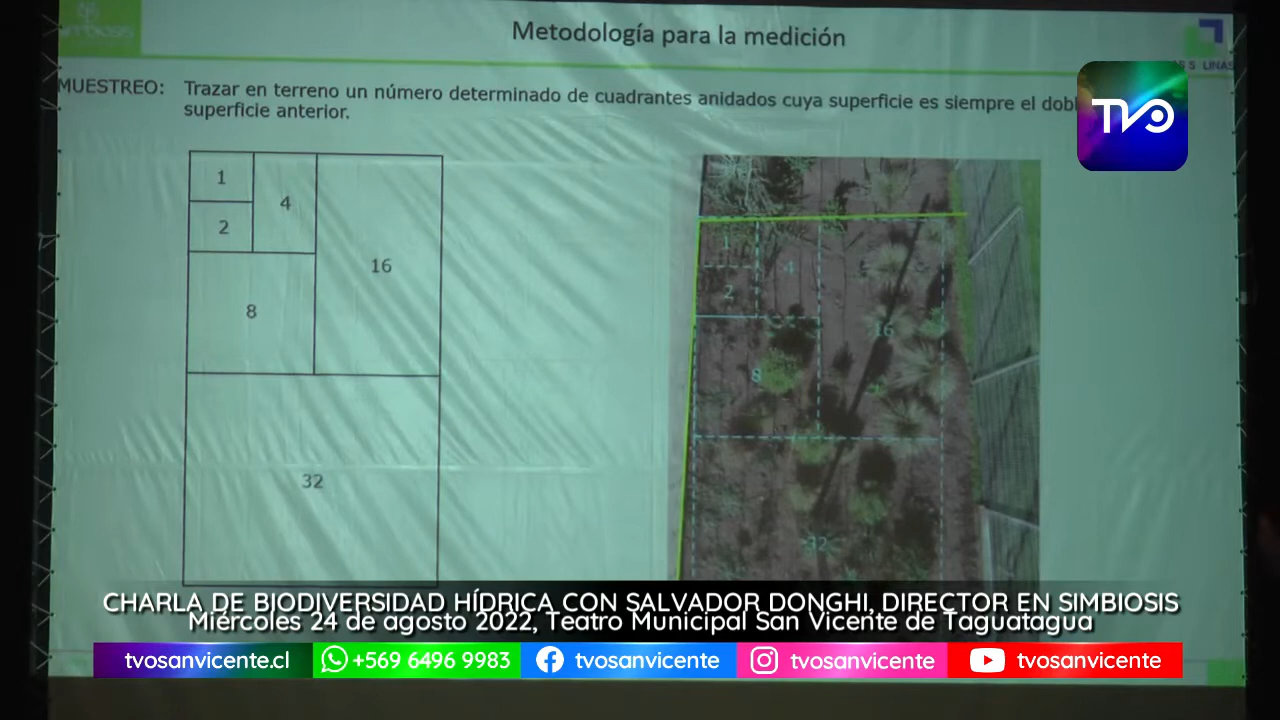 Metodología para la medición
MUESTREO: Trazar en terreno un número determinado de cuadrantes anidados cuya superficie es siempre el
superficie anterior.
1
4
2
16
8
32
1
4
2
16
8
32
TVO
CHARLA DE BIODIVERSIDAD HÍDRICA CON SALVADOR DONGHI, DIRECTOR EN SIMBIOSIS
Miércoles 24 de agosto 2022, Teatro Municipal San Vicente de Taguatagua
tvosanvicente.cl +569 6496 9983 tvosanvicente tvosanvicente tvosanvicente